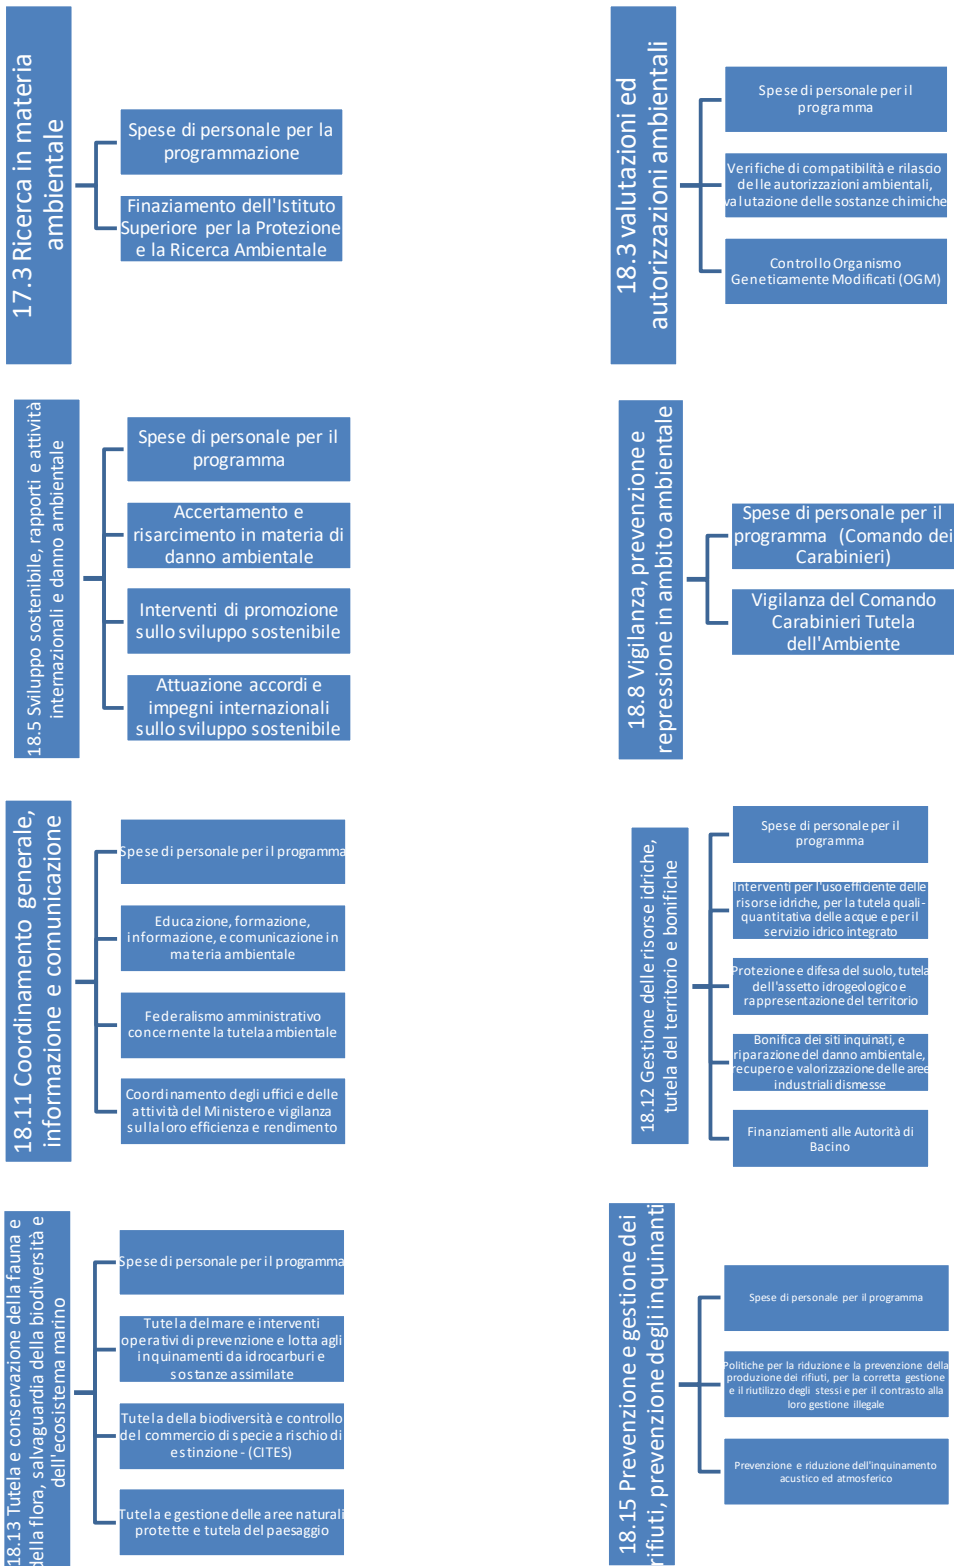 17.3 Ricerca in materia
ambientale
Spese di personale per la
programmazione
Finaziamento dell'Istituto
Superiore per la Protezione
e la Ricerca Ambientale
18.3 valutazioni ed
autorizzazioni ambientali
Spese di personale per il
programma
Verifiche di compatibilità e rilascio
delle autorizzazioni ambientali,
valutazione delle sostanze chimiche
Controllo Organismo
Geneticamente Modificati (OGM)
18.5 Sviluppo sostenibile, rapporti e attività
internazionali e danno ambientale
Spese di personale per il
programma
Accertamento e
risarcimento in materia di
danno ambientale
Interventi di promozione
sullo sviluppo sostenibile
Attuazione accordi e
impegni internazionali
sullo sviluppo sostenibile
18.8 Vigilanza, prevenzione e
repressione in ambito ambientale
Spese di personale per il
programma (Comando dei
Carabinieri)
Vigilanza del Comando
Carabinieri Tutela
dell'Ambiente
18.11 Coordinamento generale,
informazione e comunicazione
Spese di personale per il programma
Educazione, formazione,
informazione, e comunicazione in
materia ambientale
Federalismo amministrativo
concernente la tutela ambientale
Coordinamento degli uffici e delle
attività del Ministero e vigilanza
sulla loro efficienza e rendimento
18.12 Gestione delle risorse idriche,
tutela del territorio e bonifiche
Spese di personale per il
programma
Interventi per l'uso efficiente delle
risorse idriche, per la tutela quali-
quantitativa delle acque e per il
servizio idrico integrato
Protezione e difesa del suolo, tutela
dell'assetto idrogeologico e
rappresentazione del territorio
Bonifica dei siti inquinati, e
riparazione del danno ambientale,
recupero e valorizzazione delle aree
industriali dismesse
Finanziamenti alle Autorità di
Bacino
18.13 Tutela e conservazione della fauna e
della flora, salvaguardia della biodiversità e
dell'ecosistema marino
Spese di personale per il programma
Tutela del mare e interventi
operativi di prevenzione e lotta agli
inquinamenti da idrocarburi e
sostanze assimilate
Tutela della biodiversità e controllo
del commercio di specie a rischio di
estinzione - (CITES)
Tutela e gestione delle aree naturali
protette e tutela del paesaggio
18.15 Prevenzione e gestione dei
rifiuti, prevenzione degli inquinanti
Spese di personale per il programma
Politiche per la riduzione e la prevenzione della
produzione dei rifiuti, per la corretta gestione
e il riutilizzo degli stessi e per il contrasto alla
loro gestione illegale
Prevenzione e riduzione dell'inquinamento
acustico ed atmosferico